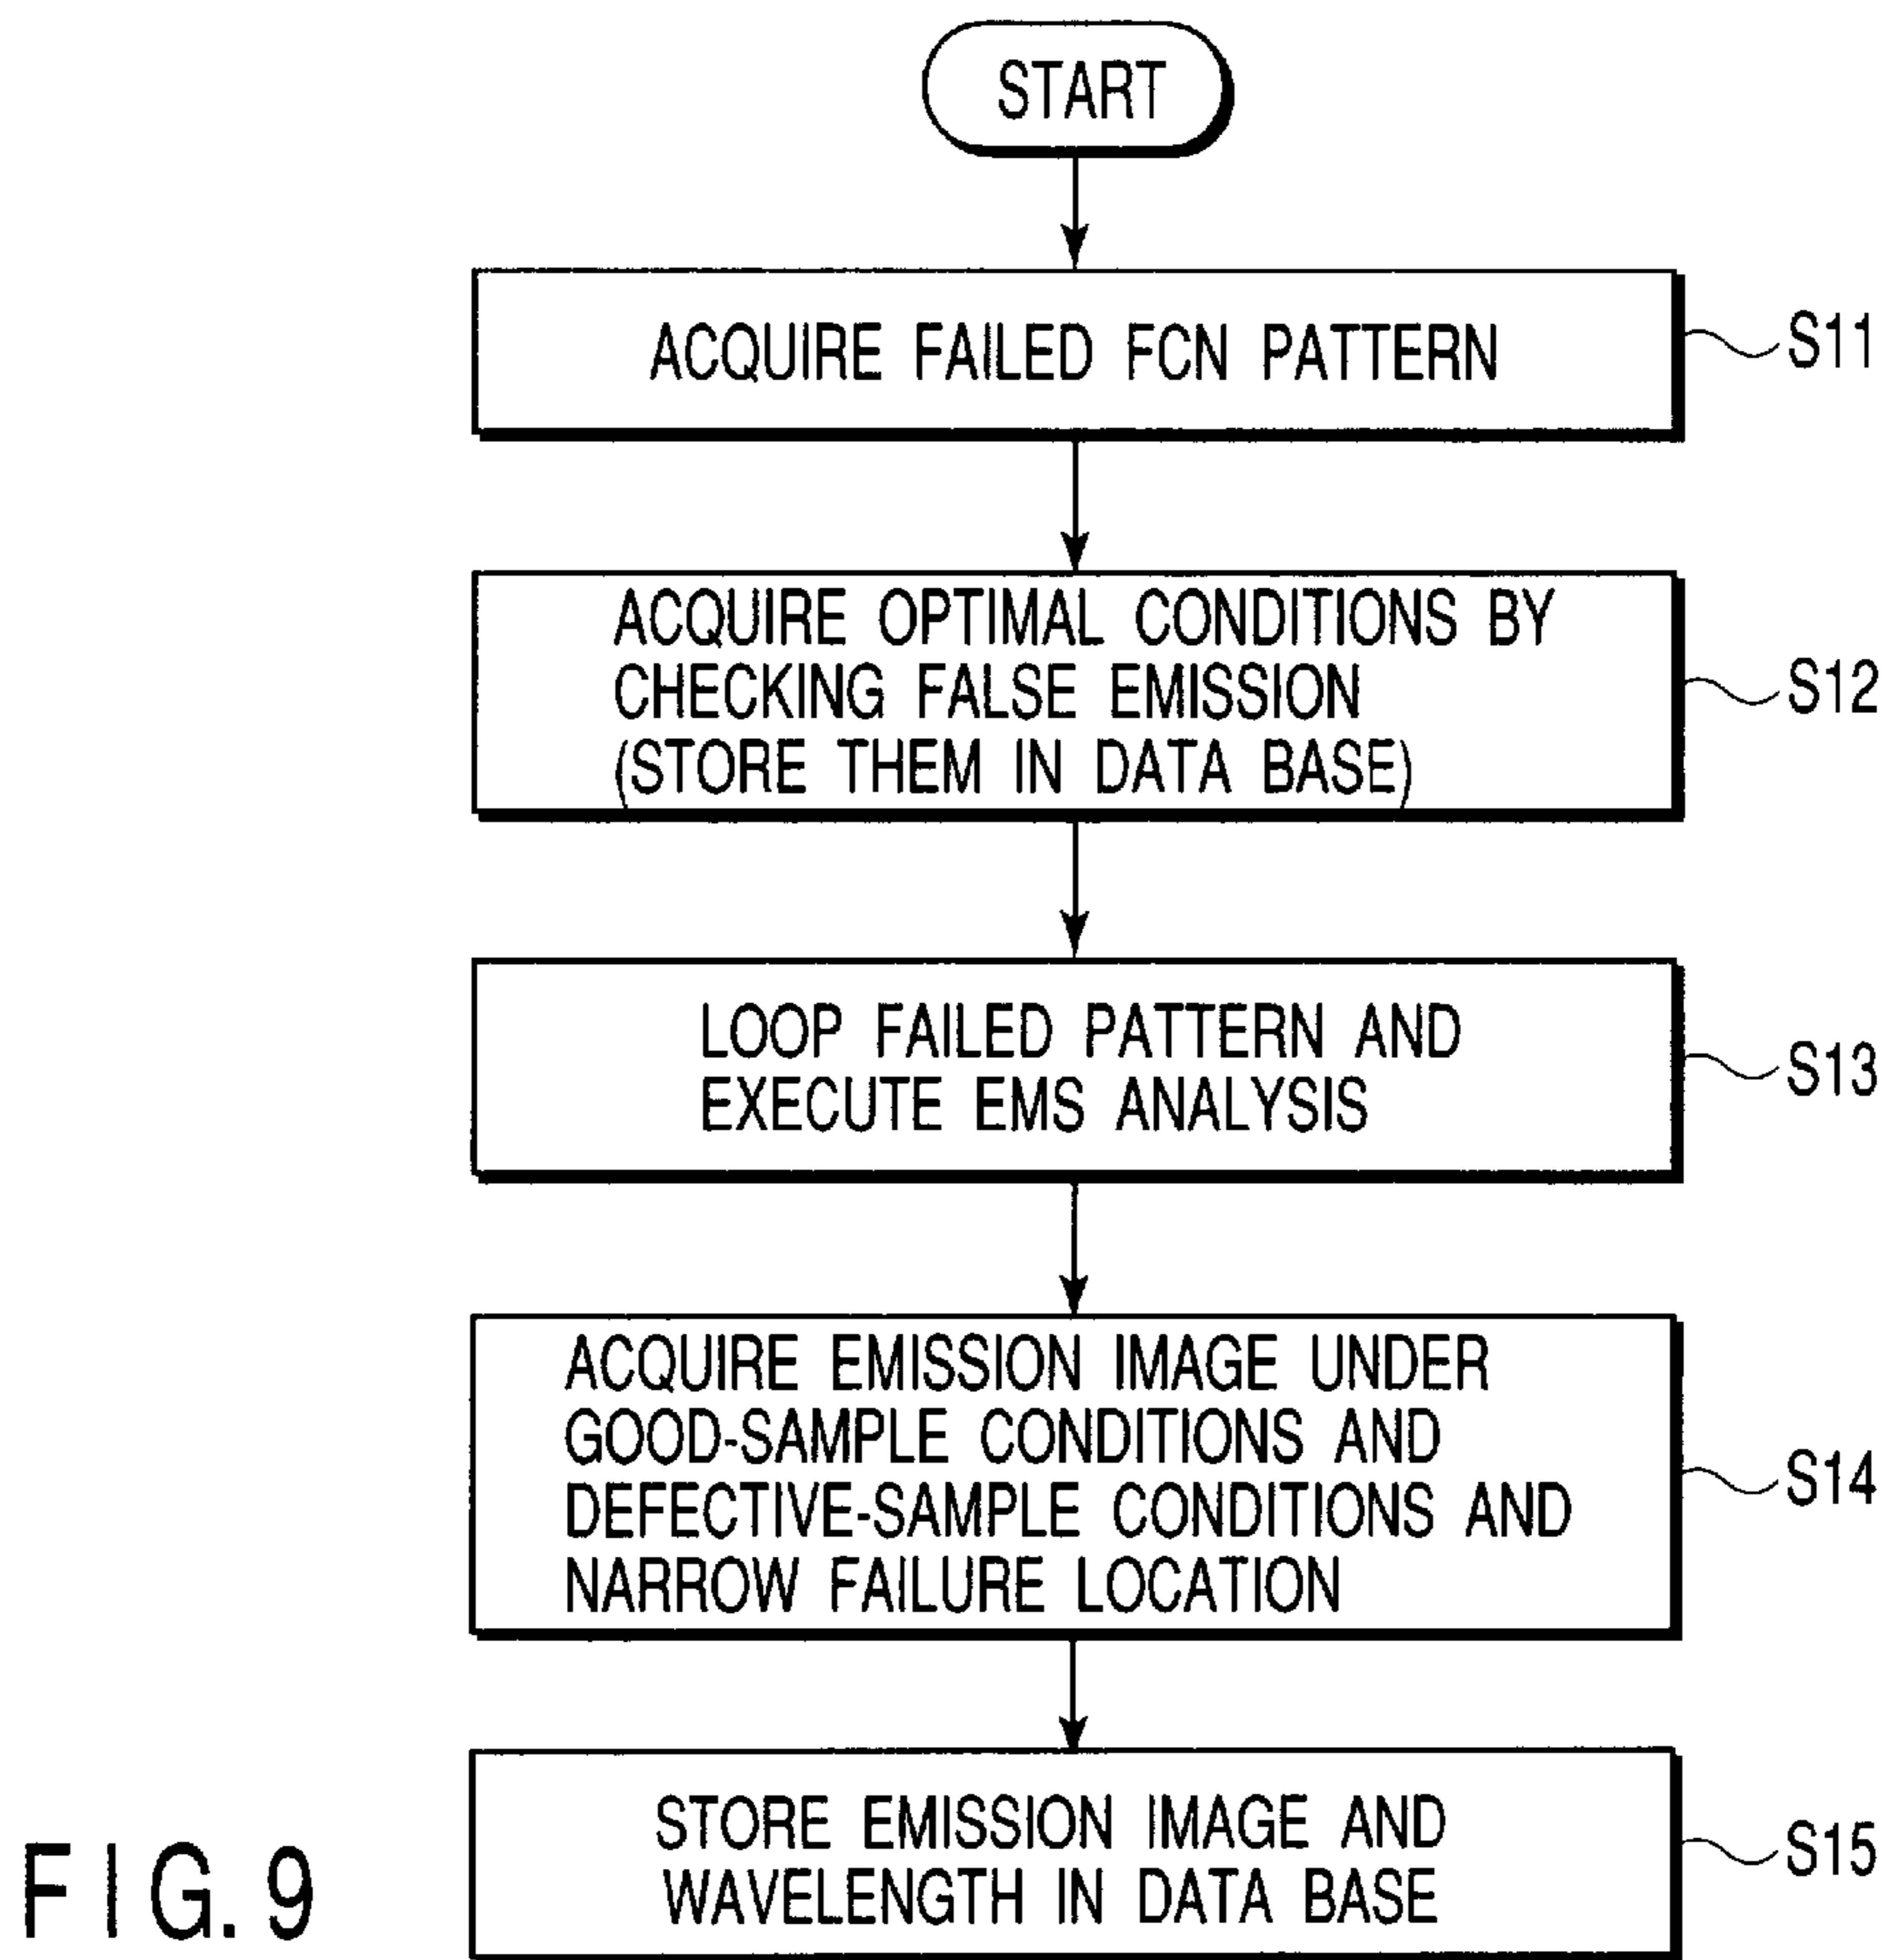 START
ACQUIRE FAILED FCN PATTERN
S11
ACQUIRE OPTIMAL CONDITIONS BY
CHECKING FALSE EMISSION
(STORE THEM IN DATA BASE)
S12
LOOP FAILED PATTERN AND
EXECUTE EMS ANALYSIS
S13
ACQUIRE EMISSION IMAGE UNDER
GOOD-SAMPLE CONDITIONS AND
DEFECTIVE-SAMPLE CONDITIONS AND
NARROW FAILURE LOCATION
S14
STORE EMISSION IMAGE AND
WAVELENGTH IN DATA BASE
S15
FIG. 9